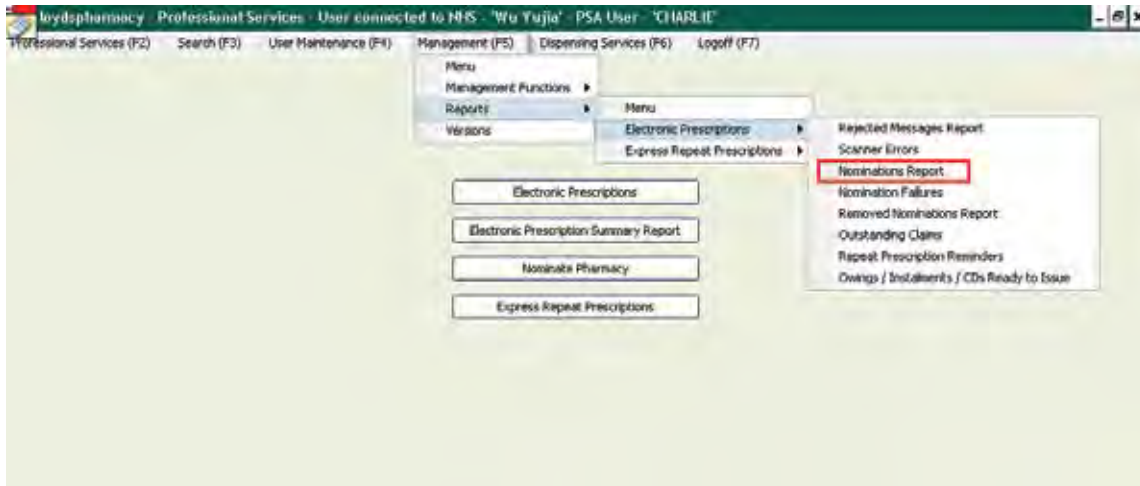 loydspharmacy - Professional Services - User connected to NHS - 'Wu Yujia' - PSA User - 'CHARLIE'
Professional Services (F2) Search (F3) User Maintenance (F4) Management (F5) Dispensing Services (F6) Logoff (F7)
Menu
Management Functions
Reports
Versions
Menu
Electronic Prescriptions
Express Repeat Prescriptions
Rejected Messages Report
Scanner Errors
Nominations Report
Nomination Failures
Removed Nominations Report
Outstanding Claims
Repeat Prescription Reminders
Owings / Instalments / CDs Ready to Issue
Electronic Prescriptions
Electronic Prescription Summary Report
Nominate Pharmacy
Express Repeat Prescriptions